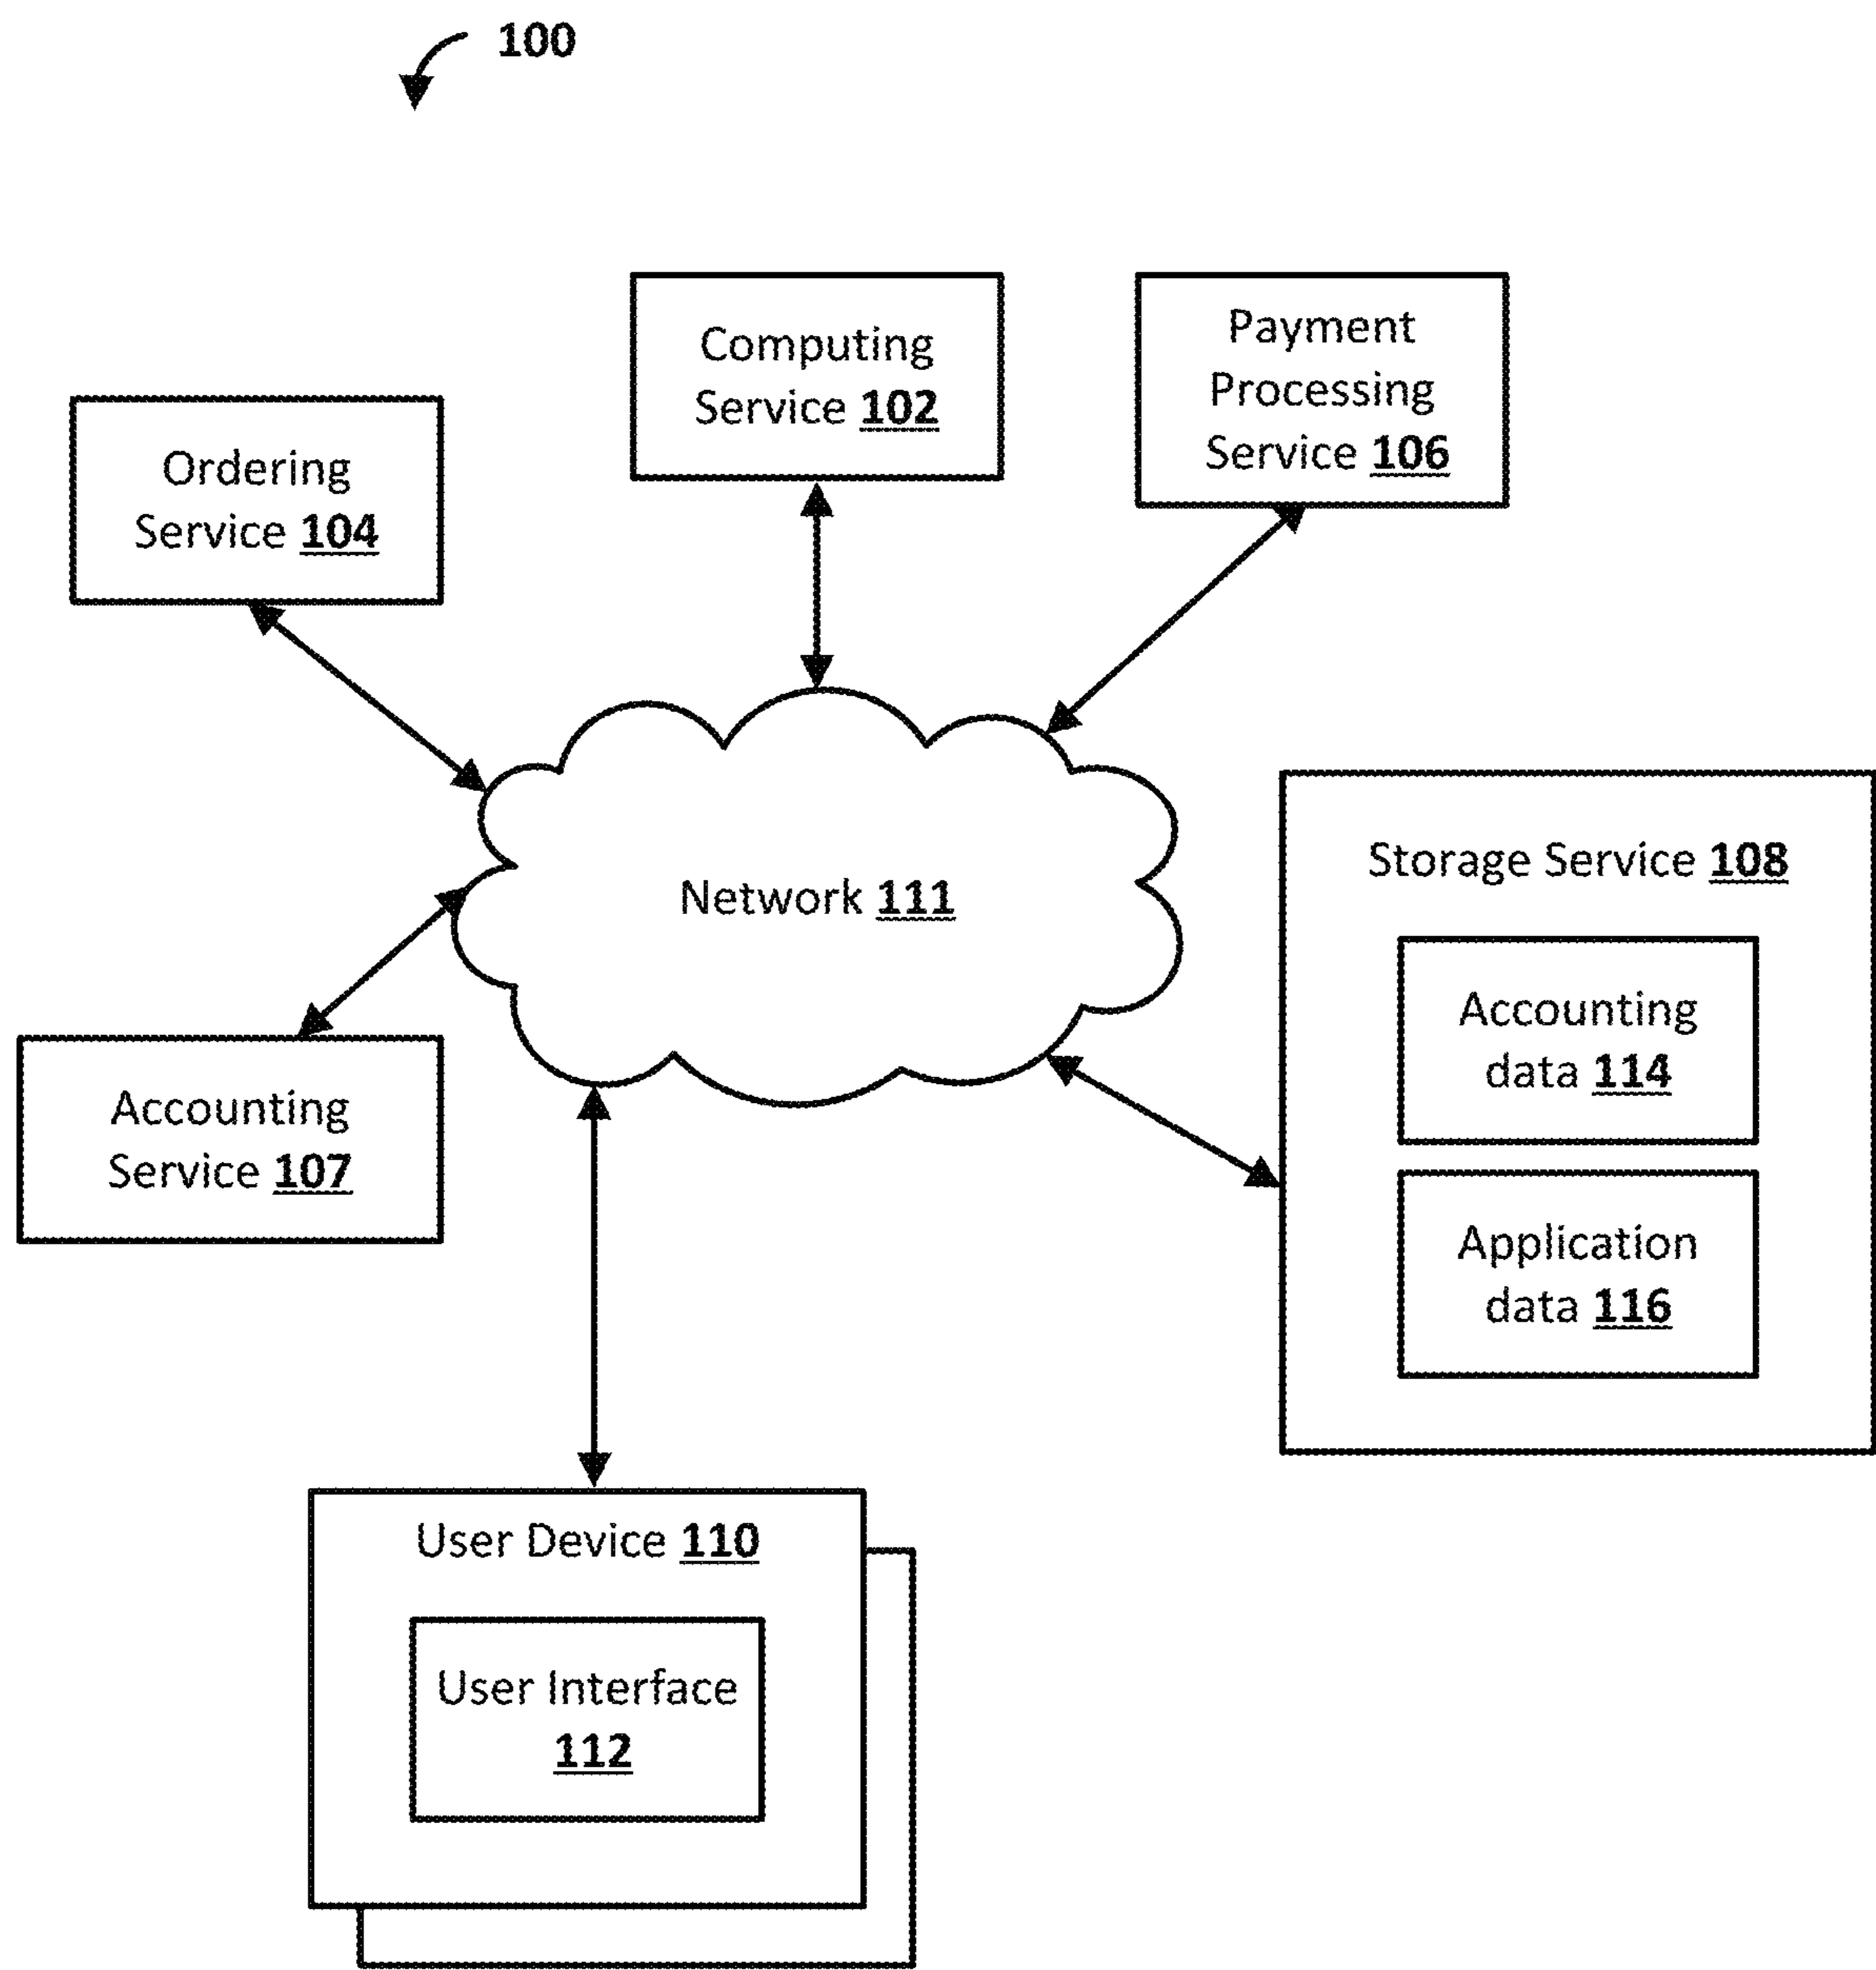 100
Computing
Service 102
Payment
Processing
Service 106
Ordering
Service 104
Network 111
Storage Service 108
Accounting
data 114
Application
data 116
Accounting
Service 107
User Device 110
User Interface
112